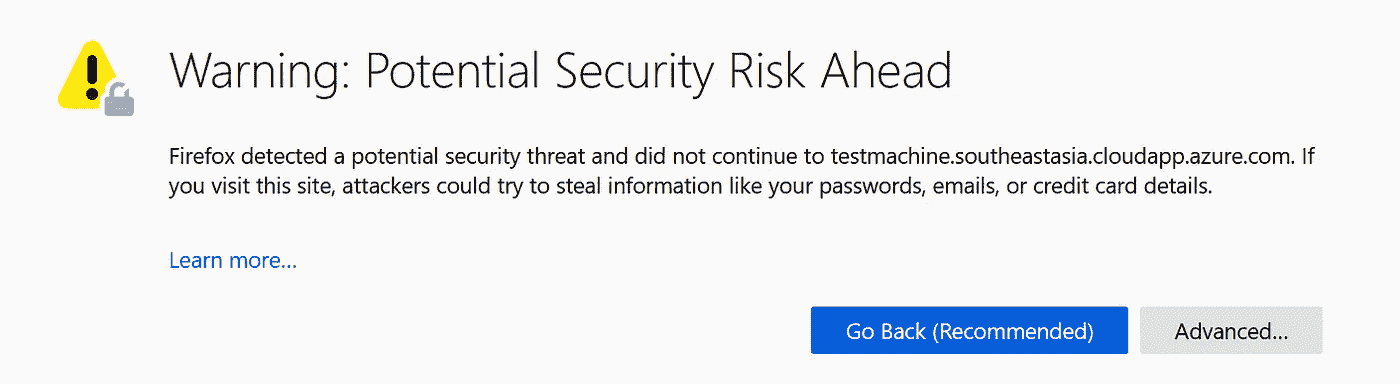 Warning: Potential Security Risk Ahead
Firefox detected a potential security threat and did not continue to testmachine.southeastasia.cloudapp.azure.com. If
you visit this site, attackers could try to steal information like your passwords, emails, or credit card details.
Learn more...
Go Back (Recommended)
Advanced...